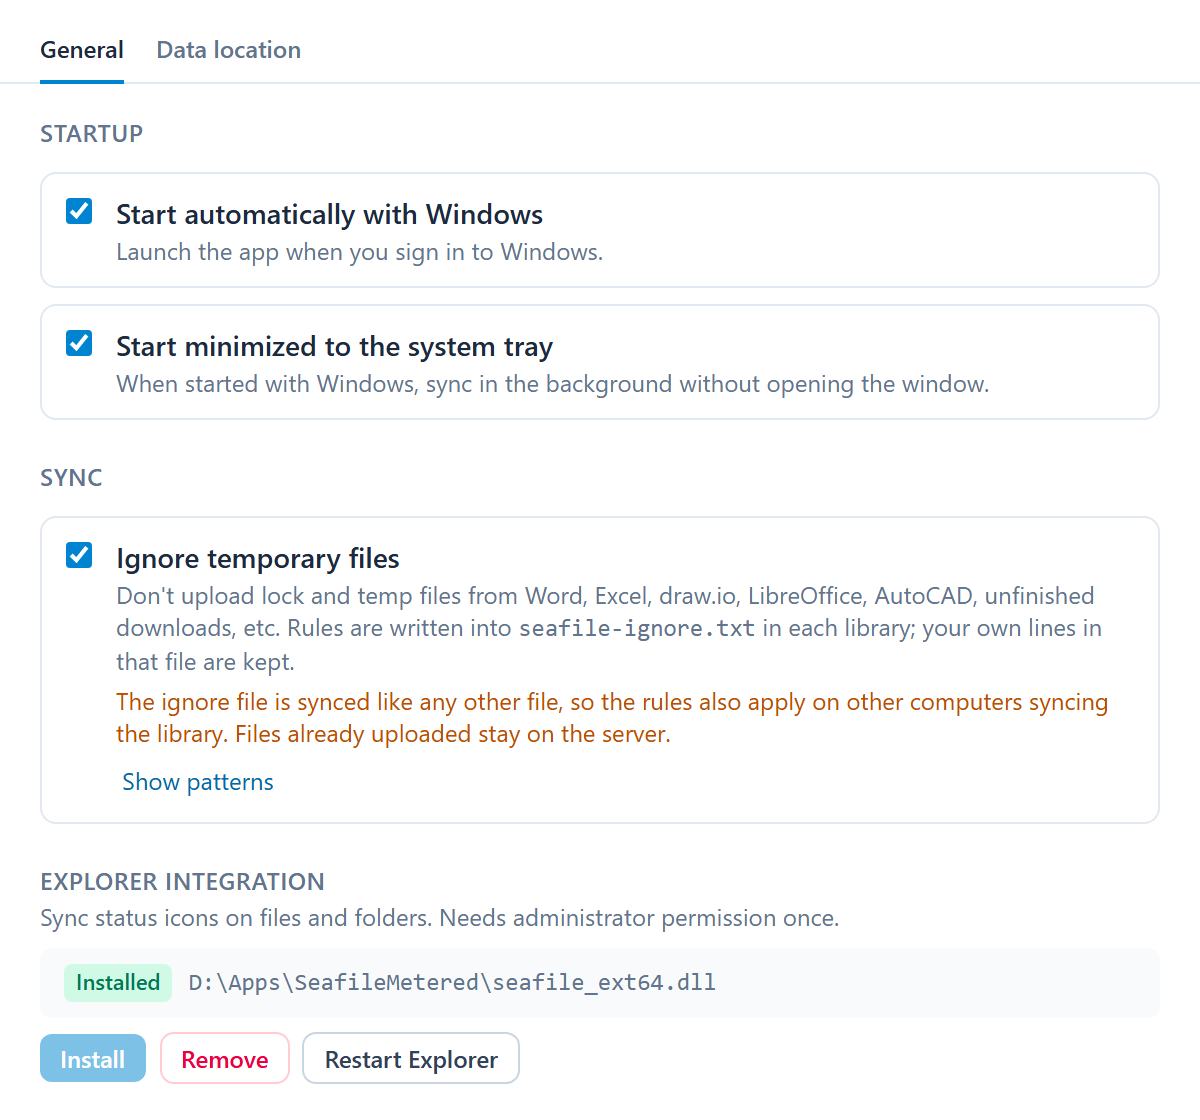 General Data location
STARTUP
Start automatically with Windows
Launch the app when you sign in to Windows.
Start minimized to the system tray
When started with Windows, sync in the background without opening the window.
SYNC
Ignore temporary files
Don't upload lock and temp files from Word, Excel, draw.io, LibreOffice, AutoCAD, unfinished
downloads, etc. Rules are written into seafile-ignore.txt in each library; your own lines in
that file are kept.
The ignore file is synced like any other file, so the rules also apply on other computers syncing
the library. Files already uploaded stay on the server.
Show patterns
EXPLORER INTEGRATION
Sync status icons on files and folders. Needs administrator permission once.
Installed D:\Apps\SeafileMetered\seafile_ext64.dll
Install Remove Restart Explorer